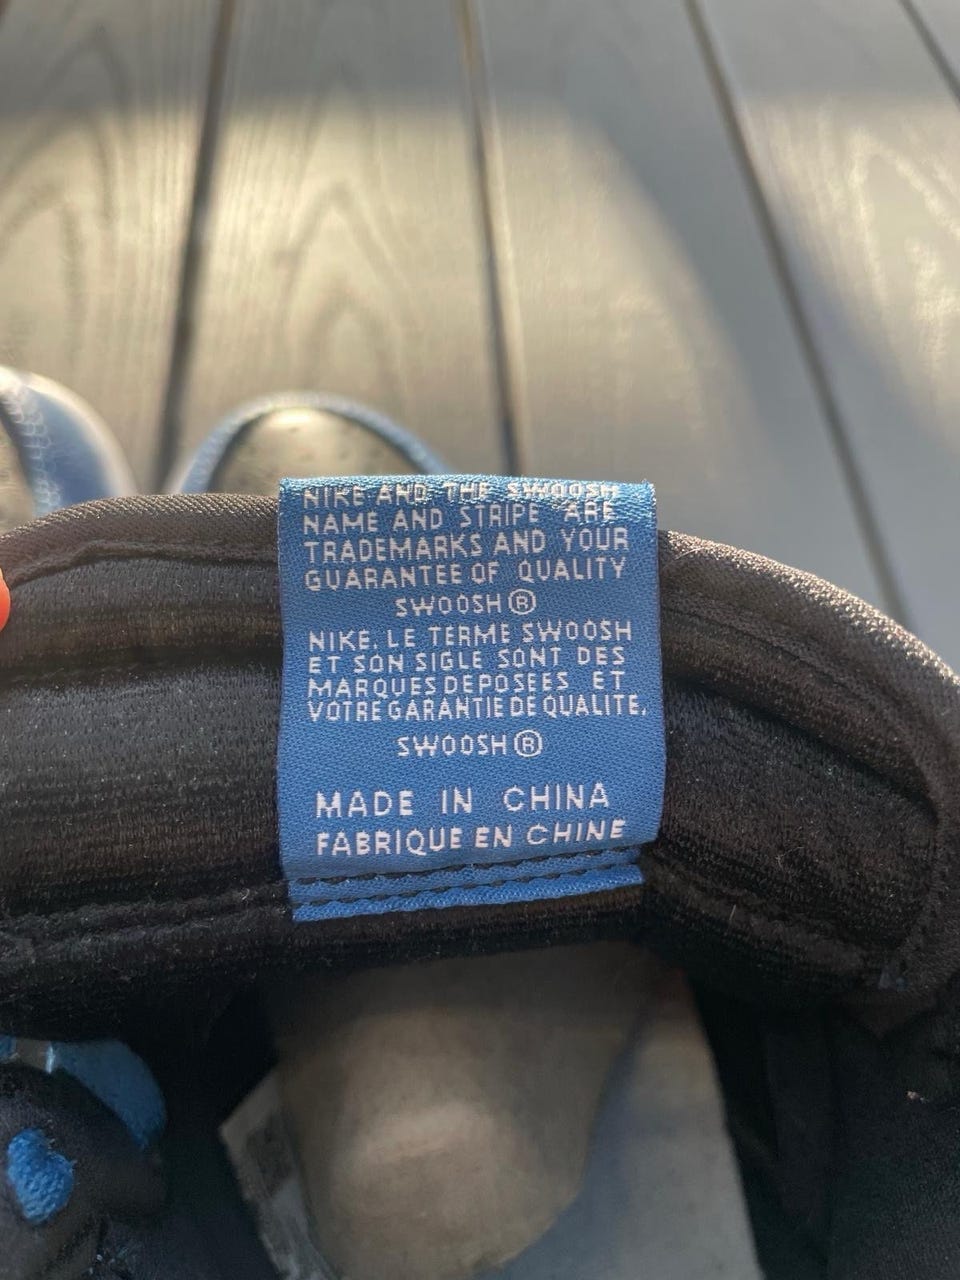 NIKE AND THE SWOOSH
NAME AND STRIPE ARE
TRADEMARKS AND YOUR
GUARANTEE OF QUALITY
SWOOSH®
NIKE, LE TERME SWOOSH
ET SON SIGLE SONT DES
MARQUES DEPOSEES ET
VOTRE GARANTIE DE QUALITE.
SWOOSH®
MADE IN CHINA
FABRIQUE EN CHINE